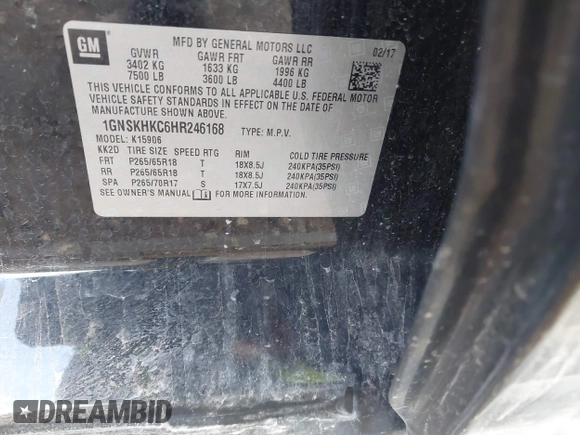 GM
MFD BY GENERAL MOTORS LLC
02/17
GVWR GAWR FRT GAWR RR
3402 KG 1633 KG 1996 KG
7500 LB 3600 LB 4400 LB
THIS VEHICLE CONFORMS TO ALL APPLICABLE U.S. FEDERAL MOTOR
VEHICLE SAFETY STANDARDS IN EFFECT ON THE DATE OF
MANUFACTURE SHOWN ABOVE.
1GNSKHKC6HR246168 TYPE: M.P.V.
MODEL: K15906
KK2D TIRE SIZE SPEED RTG RIM COLD TIRE PRESSURE
FRT P265/65R18 T 18X8.5J 240KPA(35PSI)
RR P265/65R18 T 18X8.5J 240KPA(35PSI)
SPA P265/70R17 S 17X7.5J 240KPA(35PSI)
SEE OWNER'S MANUAL FOR MORE INFORMATION.
DREAMBID